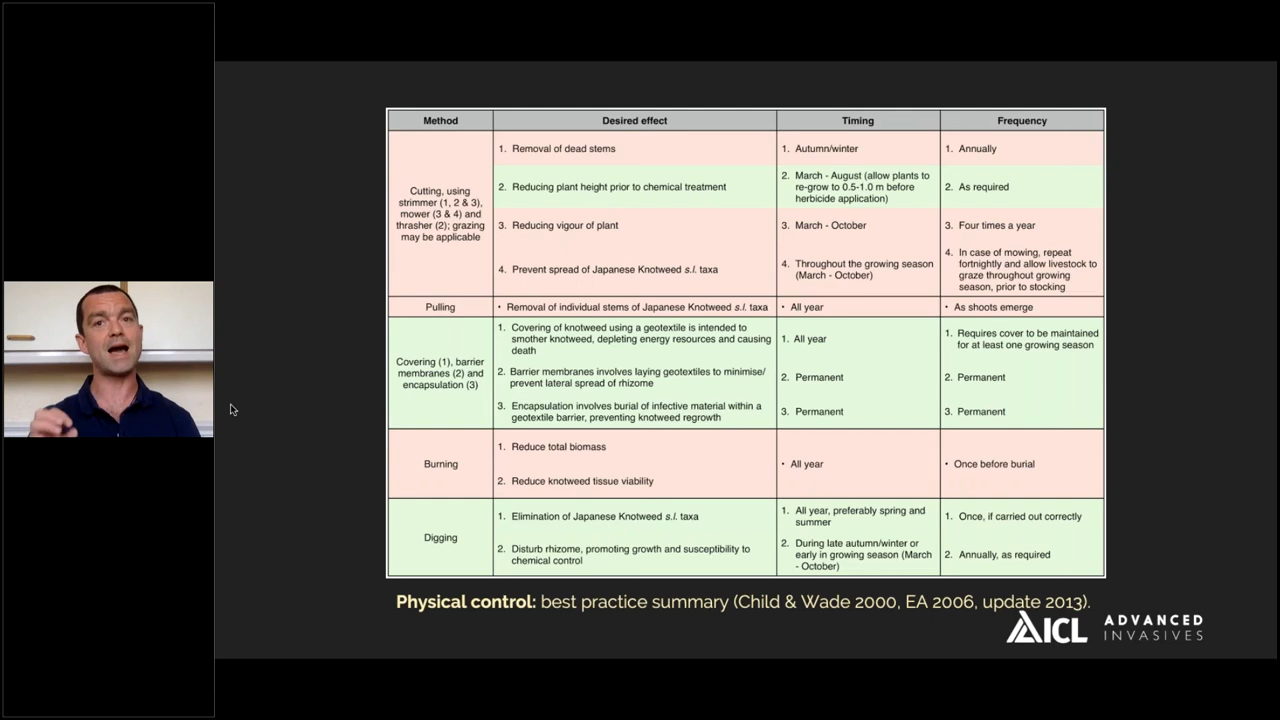 Method
Desired effect
Timing
Frequency
Cutting, using
strimmer (1, 2 & 3),
mower (3 & 4) and
thrasher (2); grazing
may be applicable
1. Removal of dead stems
1. Autumn/winter
1. Annually
2. Reducing plant height prior to chemical treatment
2. March - August (allow plants to
re-grow to 0.5-1.0 m before
herbicide application)
2. As required
3. Reducing vigour of plant
3. March - October
3. Four times a year
4. Prevent spread of Japanese Knotweed s.l. taxa
4. Throughout the growing season
(March - October)
4. In case of mowing, repeat
fortnightly and allow livestock to
graze throughout growing
season, prior to stocking
Pulling
• Removal of individual stems of Japanese Knotweed s.l. taxa
• All year
• As shoots emerge
Covering (1), barrier
membranes (2) and
encapsulation (3)
1. Covering of knotweed using a geotextile is intended to
smother knotweed, depleting energy resources and causing
death
1. All year
1. Requires cover to be maintained
for at least one growing season
2. Barrier membranes involves laying geotextiles to minimise/
prevent lateral spread of rhizome
2. Permanent
2. Permanent
3. Encapsulation involves burial of infective material within a
geotextile barrier, preventing knotweed regrowth
3. Permanent
3. Permanent
Burning
1. Reduce total biomass
2. Reduce knotweed tissue viability
• All year
• Once before burial
Digging
1. Elimination of Japanese Knotweed s.l. taxa
1. All year, preferably spring and
summer
1. Once, if carried out correctly
2. Disturb rhizome, promoting growth and susceptibility to
chemical control
2. During late autumn/winter or
early in growing season (March
- October)
2. Annually, as required
Physical control: best practice summary (Child & Wade 2000, EA 2006, update 2013).
AICL ADVANCED
INVASIVES